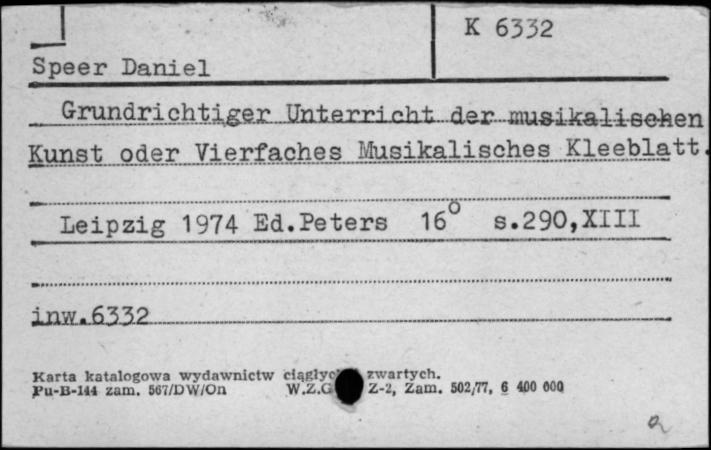 K 6332
Speer Daniel
Grundrichtiger Unterricht der musikalischen
Kunst oder Vierfaches Musikalisches Kleeblatt.
Leipzig 1974 Ed.Peters 16° s.290,XIII
inw.6332
Karta katalogowa wydawnictw zwartych.
Pu-B-144 zam. 567/DW/On W.Z.G Z-2, Zam. 502/77, 6 400 000